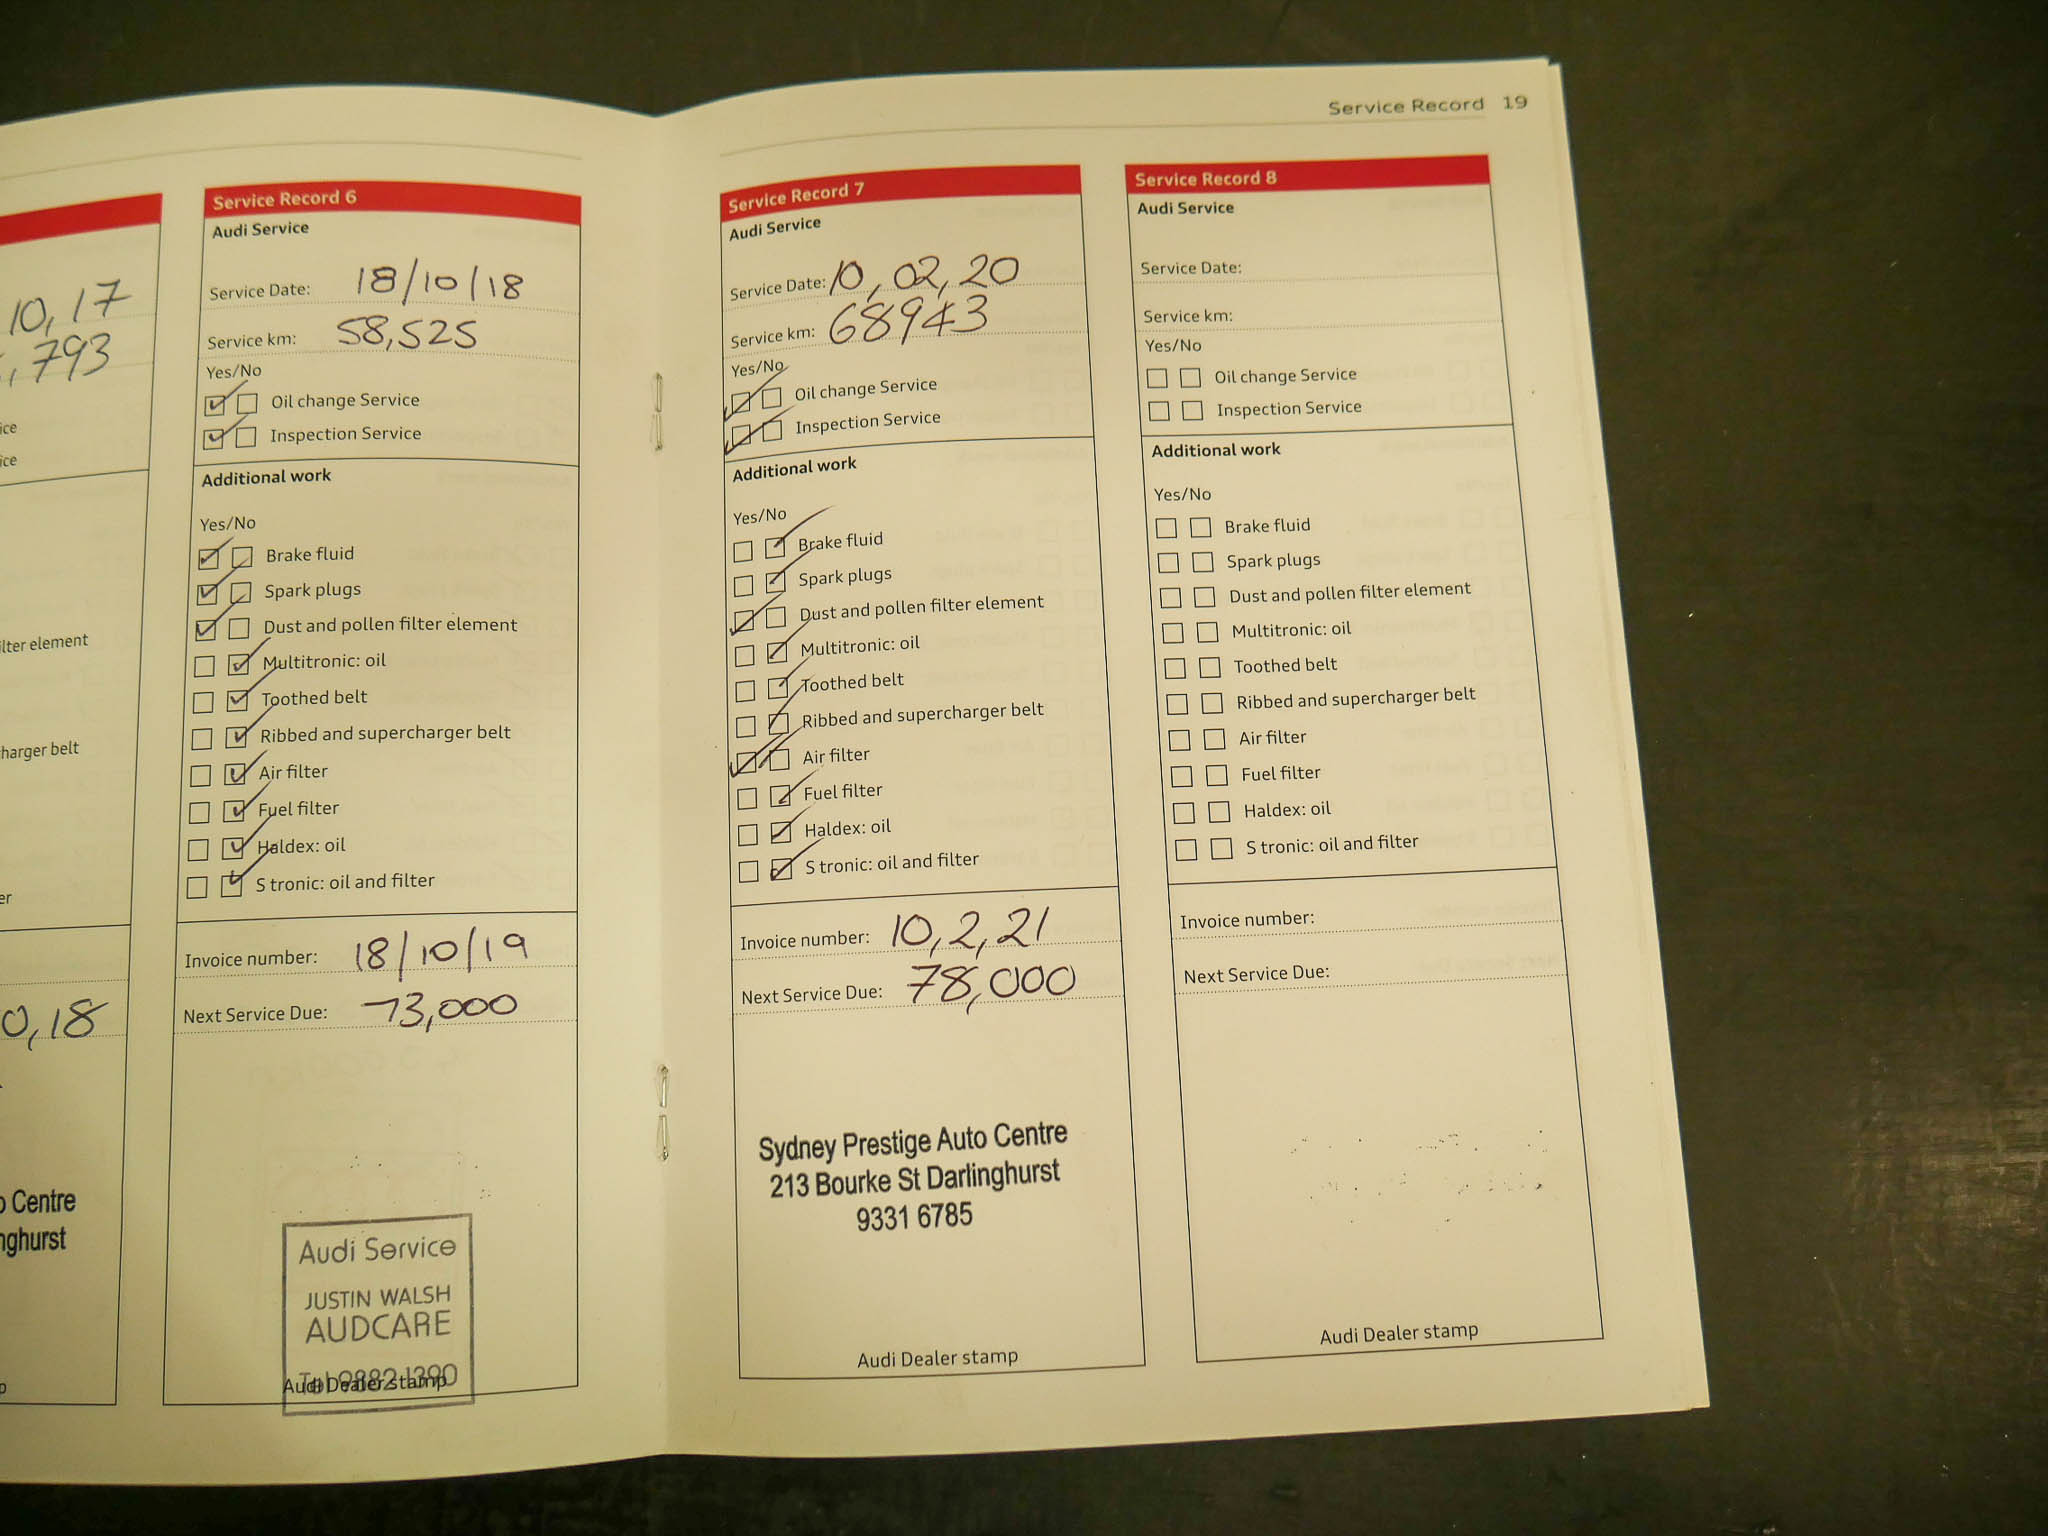 Service Record 19
10, 17
, 793
ice
ice
ilter element
harger belt
er
0, 18
o Centre
nghurst
p
Service Record 6
Audi Service
Service Date: 18/10/18
Service km: 58,525
Yes/No
Oil change Service
Inspection Service
Additional work
Yes/No
Brake fluid
Spark plugs
Dust and pollen filter element
Multitronic: oil
Toothed belt
Ribbed and supercharger belt
Air filter
Fuel filter
Haldex: oil
S tronic: oil and filter
Invoice number: 18/10/19
Next Service Due: 73,000
Audi Service
JUSTIN WALSH
AUDCARE
Tel 9882 1390
Audi Dealer stamp
Service Record 7
Audi Service
Service Date: 10, 02, 20
Service km: 68943
Yes/No
Oil change Service
Inspection Service
Additional work
Yes/No
Brake fluid
Spark plugs
Dust and pollen filter element
Multitronic: oil
Toothed belt
Ribbed and supercharger belt
Air filter
Fuel filter
Haldex: oil
S tronic: oil and filter
Invoice number: 10, 2, 21
Next Service Due: 78,000
Sydney Prestige Auto Centre
213 Bourke St Darlinghurst
9331 6785
Audi Dealer stamp
Service Record 8
Audi Service
Service Date:
Service km:
Yes/No
Oil change Service
Inspection Service
Additional work
Yes/No
Brake fluid
Spark plugs
Dust and pollen filter element
Multitronic: oil
Toothed belt
Ribbed and supercharger belt
Air filter
Fuel filter
Haldex: oil
S tronic: oil and filter
Invoice number:
Next Service Due:
Audi Dealer stamp